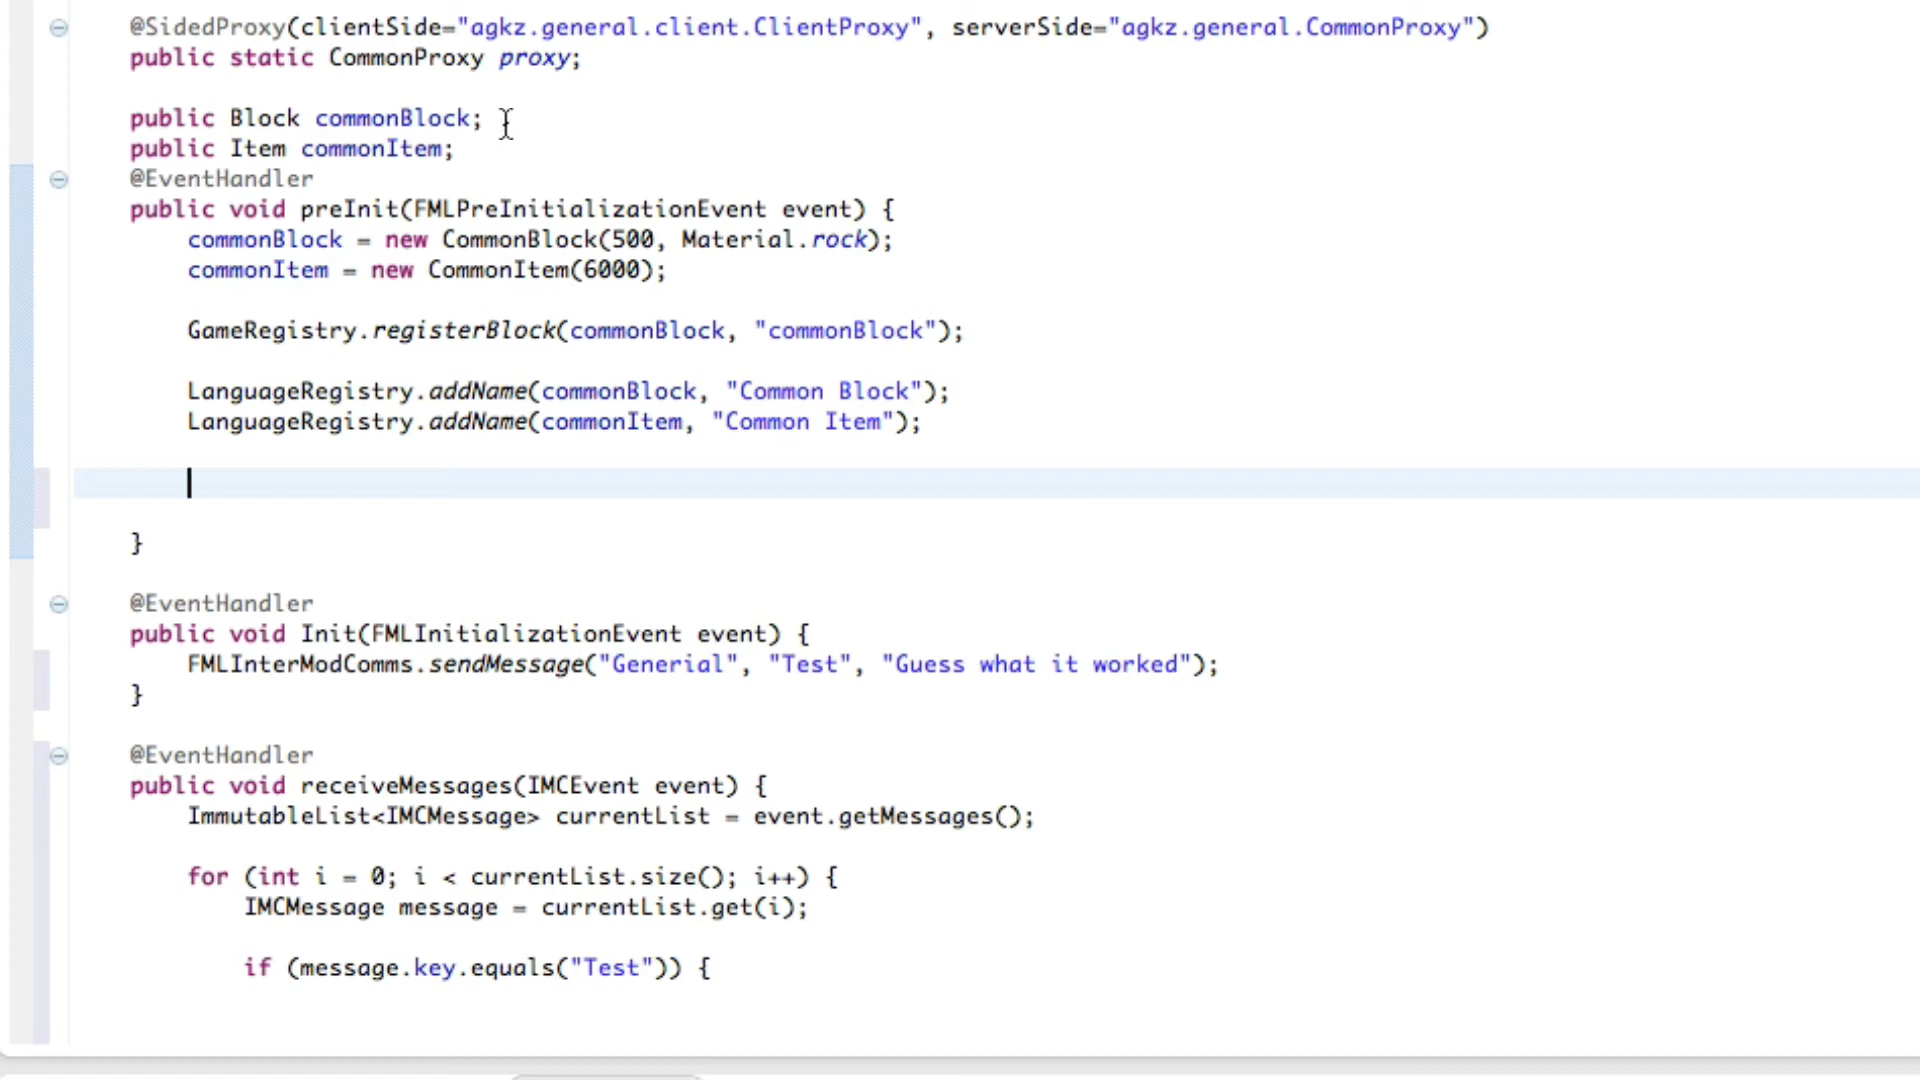 @SidedProxy(clientSide="agkz.general.client.ClientProxy", serverSide="agkz.general.CommonProxy")
public static CommonProxy proxy;
public Block commonBlock;
public Item commonItem;
@EventHandler
public void preInit(FMLPreInitializationEvent event) {
commonBlock = new CommonBlock(500, Material.rock);
commonItem = new CommonItem(6000);
GameRegistry.registerBlock(commonBlock, "commonBlock");
LanguageRegistry.addName(commonBlock, "Common Block");
LanguageRegistry.addName(commonItem, "Common Item");
}
@EventHandler
public void Init(FMLInitializationEvent event) {
FMLInterModComms.sendMessage("Generial", "Test", "Guess what it worked");
}
@EventHandler
public void receiveMessages(IMCEvent event) {
ImmutableList<IMCMessage> currentList = event.getMessages();
for (int i = 0; i < currentList.size(); i++) {
IMCMessage message = currentList.get(i);
if (message.key.equals("Test")) {